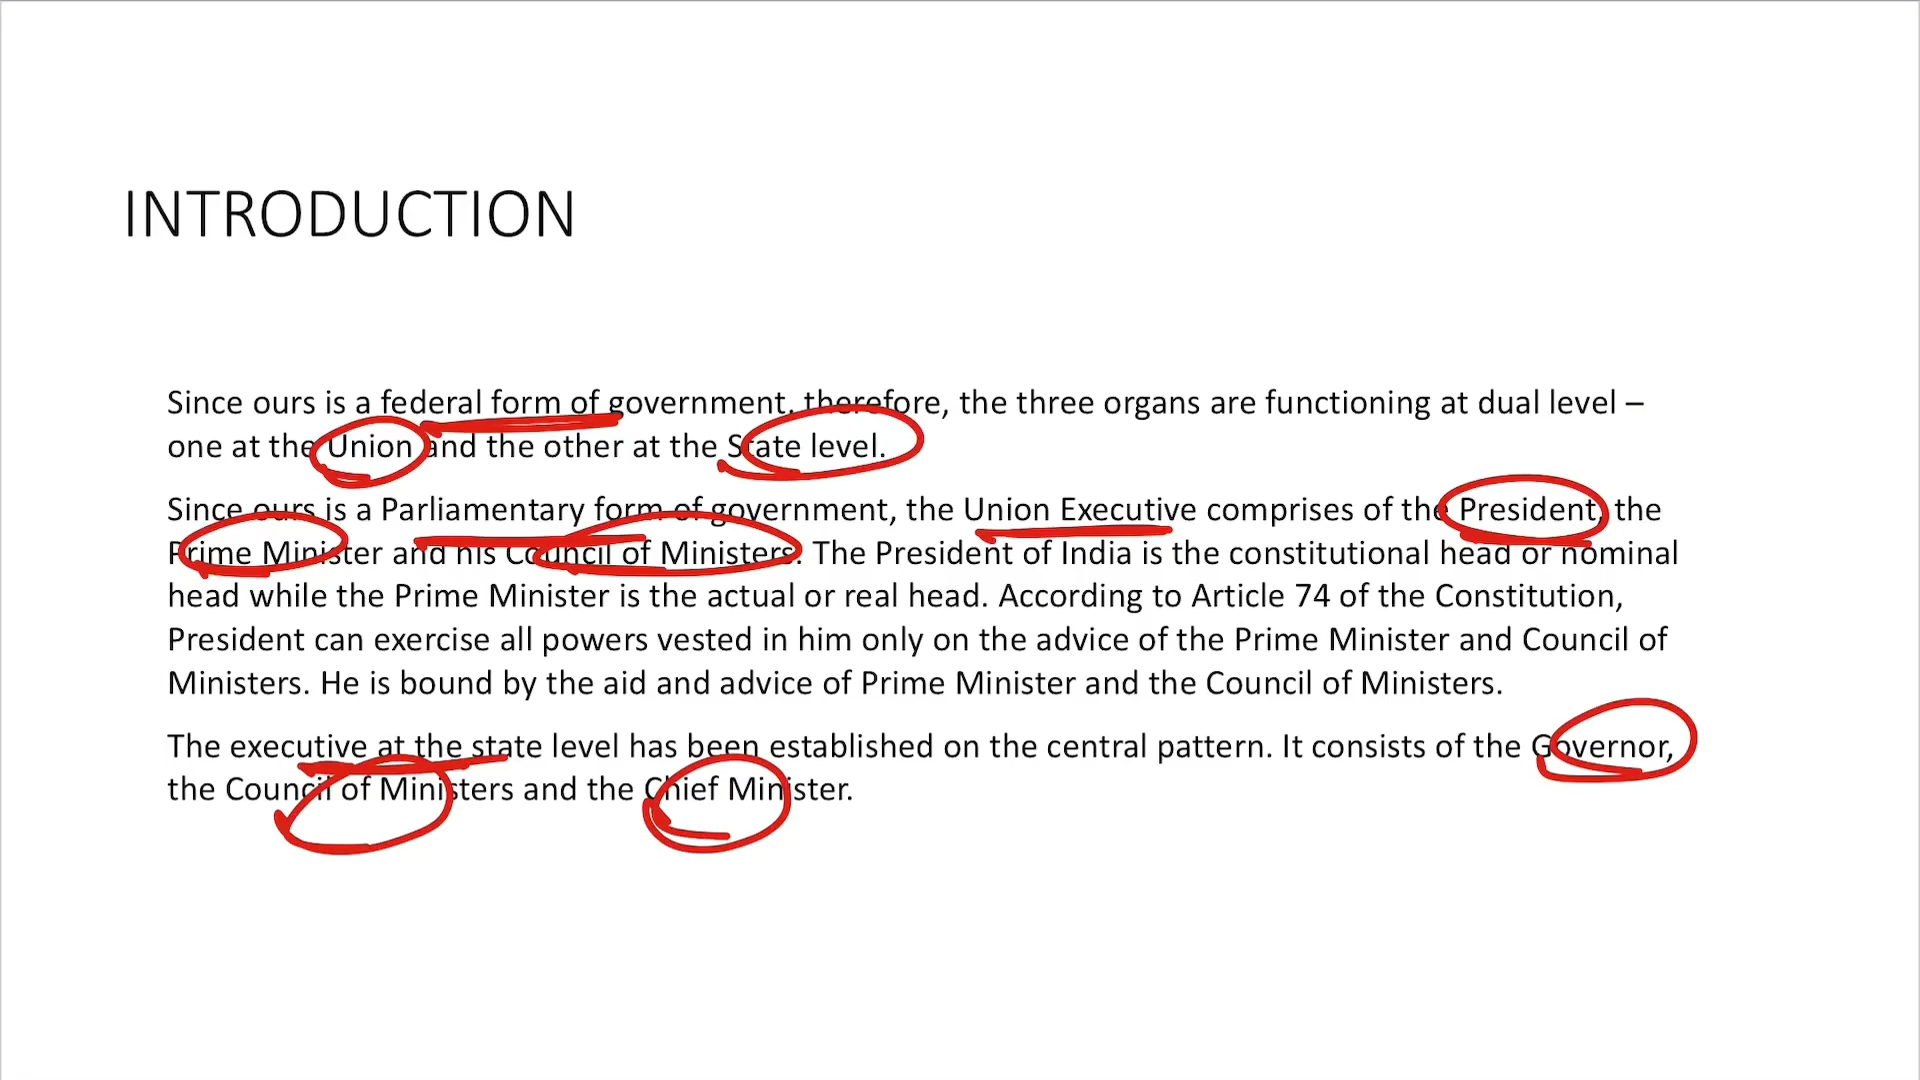 INTRODUCTION
Since ours is a federal form of government, therefore, the three organs are functioning at dual level –
one at the Union and the other at the State level.
Since ours is a Parliamentary form of government, the Union Executive comprises of the President, the
Prime Minister and his Council of Ministers. The President of India is the constitutional head or nominal
head while the Prime Minister is the actual or real head. According to Article 74 of the Constitution,
President can exercise all powers vested in him only on the advice of the Prime Minister and Council of
Ministers. He is bound by the aid and advice of Prime Minister and the Council of Ministers.
The executive at the state level has been established on the central pattern. It consists of the Governor,
the Council of Ministers and the Chief Minister.